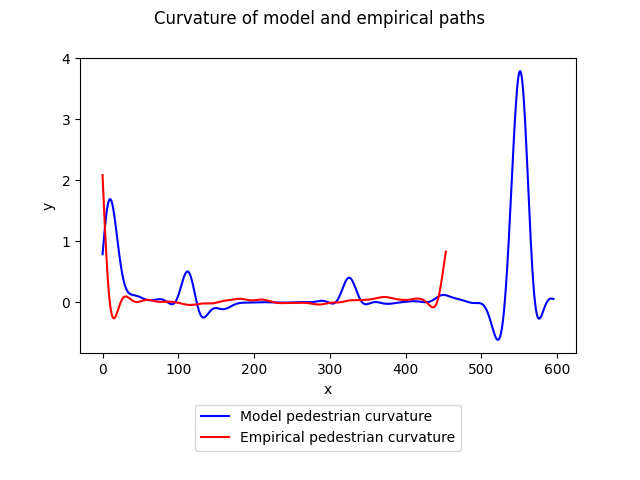 Curvature of model and empirical paths
4
3
2
1
0
y
0 100 200 300 400 500 600
x
Model pedestrian curvature
Empirical pedestrian curvature